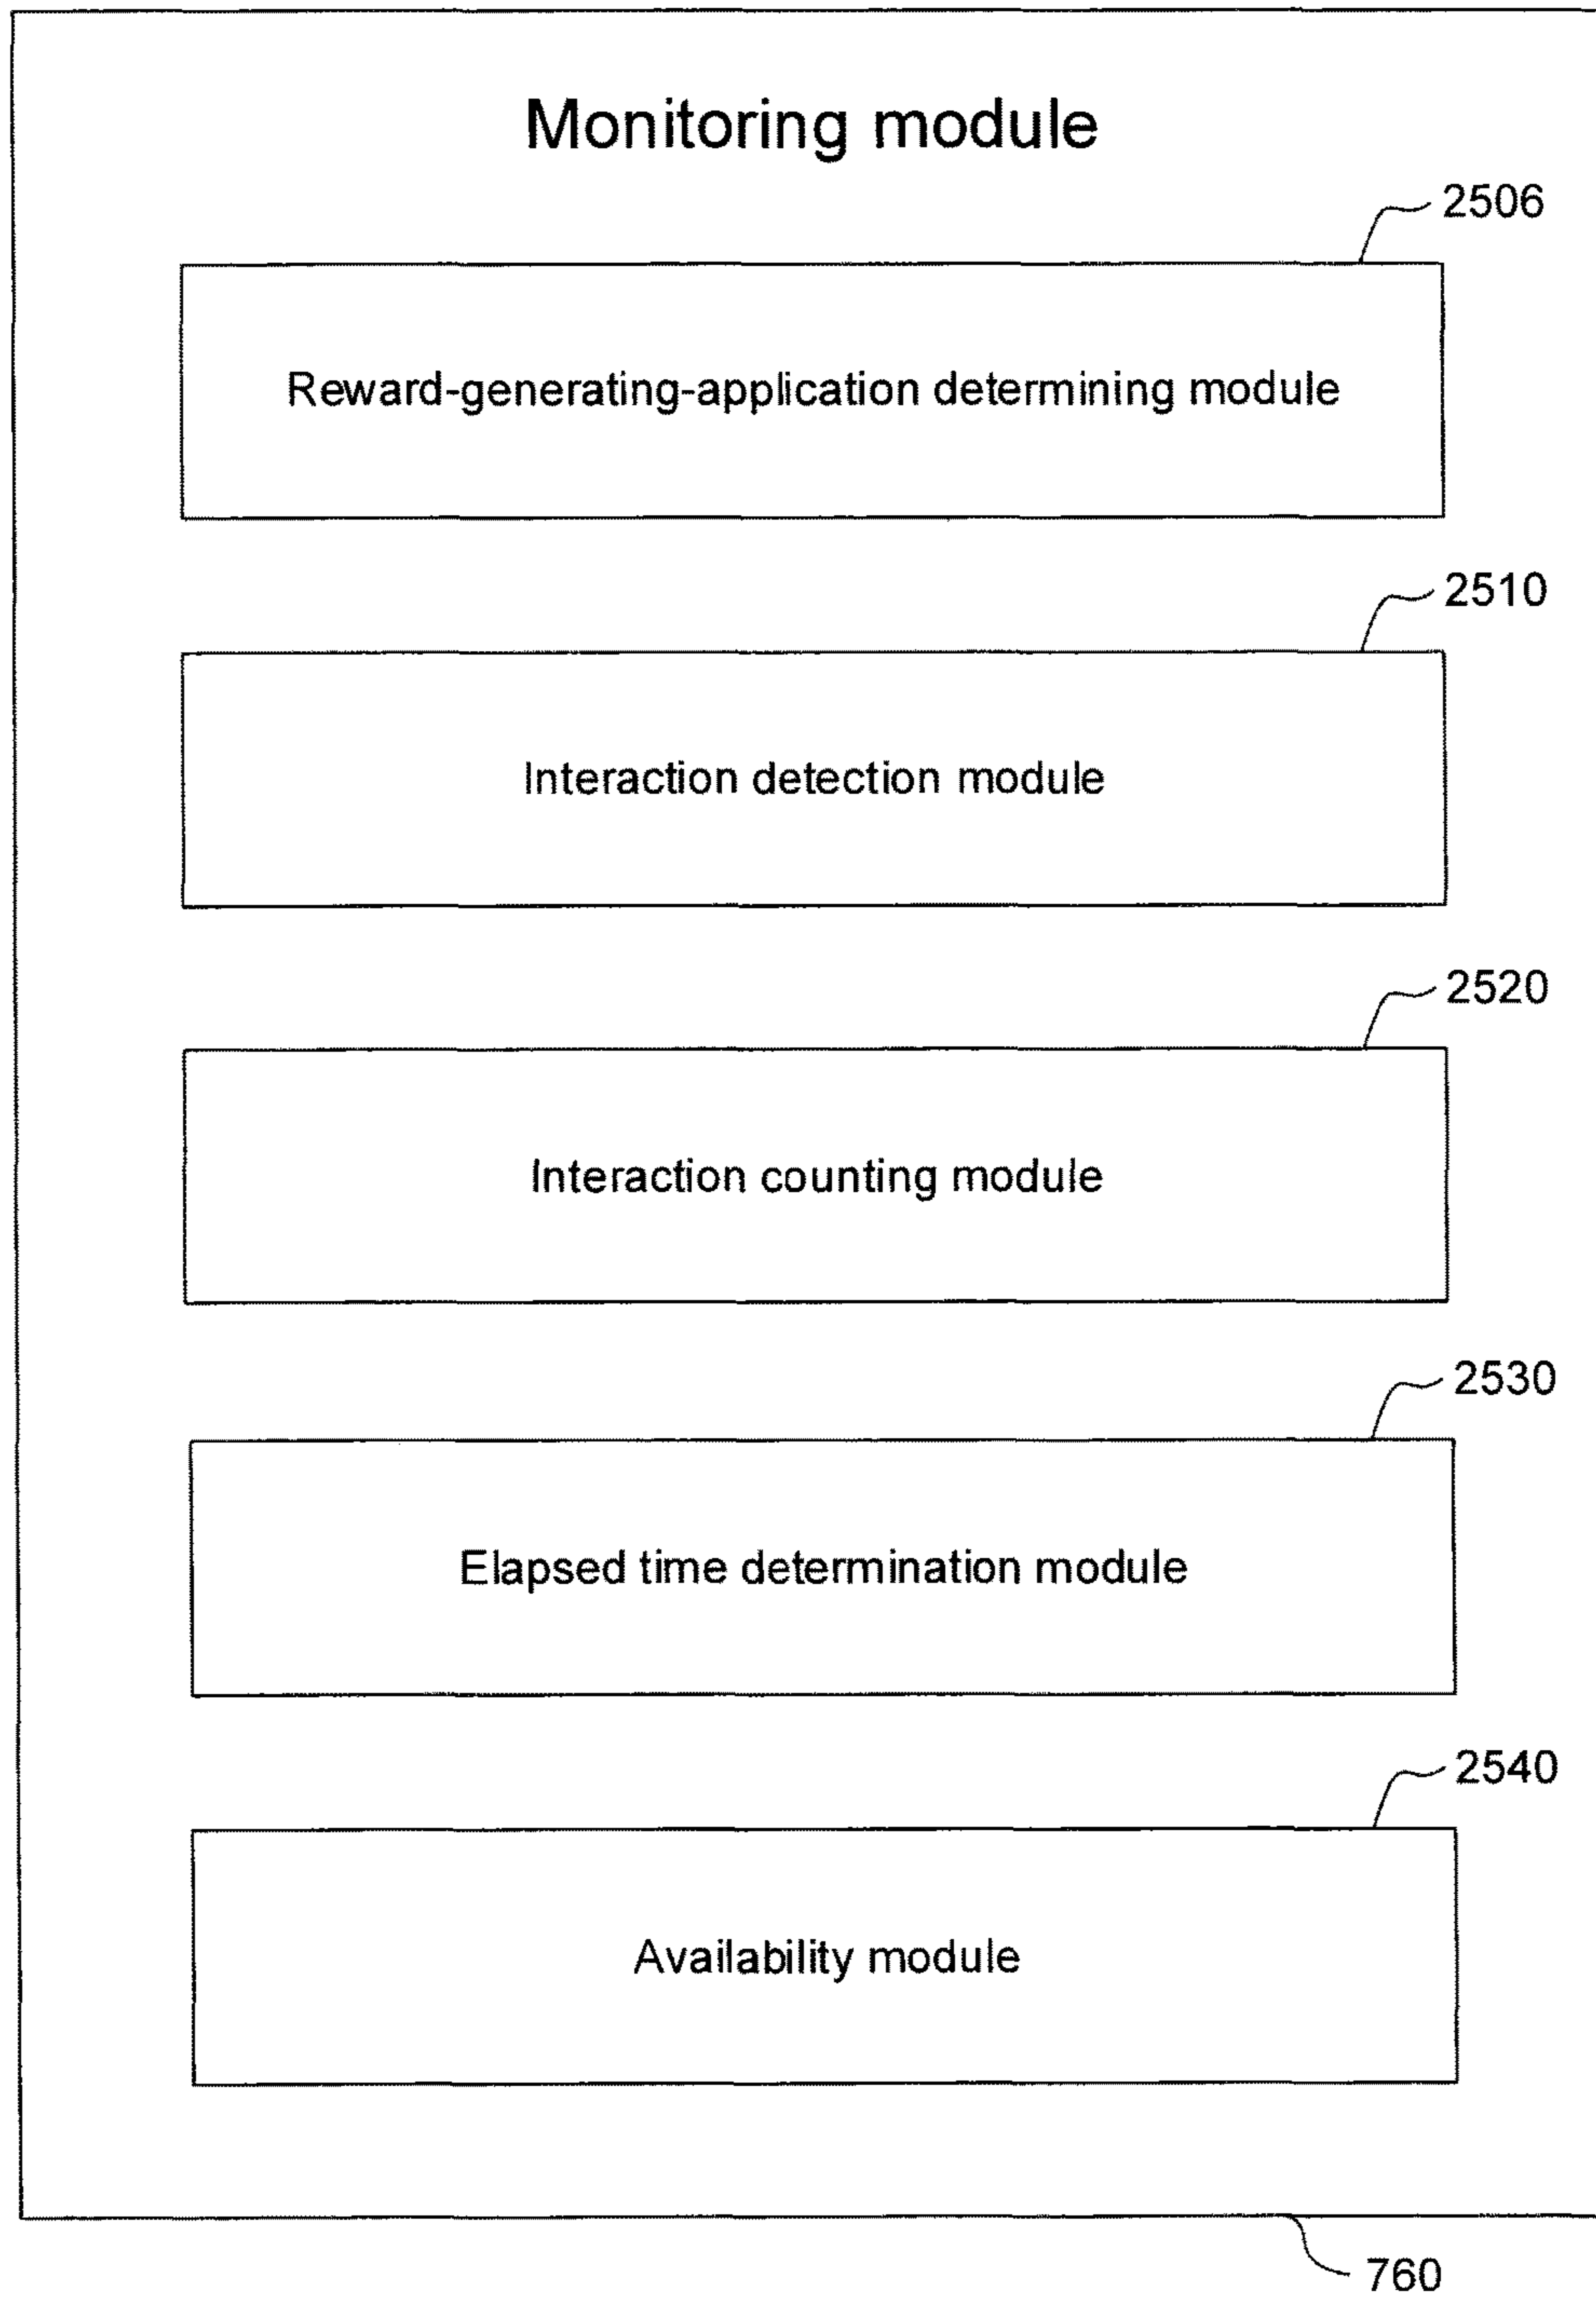 Monitoring module
2506
Reward-generating-application determining module
2510
Interaction detection module
2520
Interaction counting module
2530
Elapsed time determination module
2540
Availability module
760